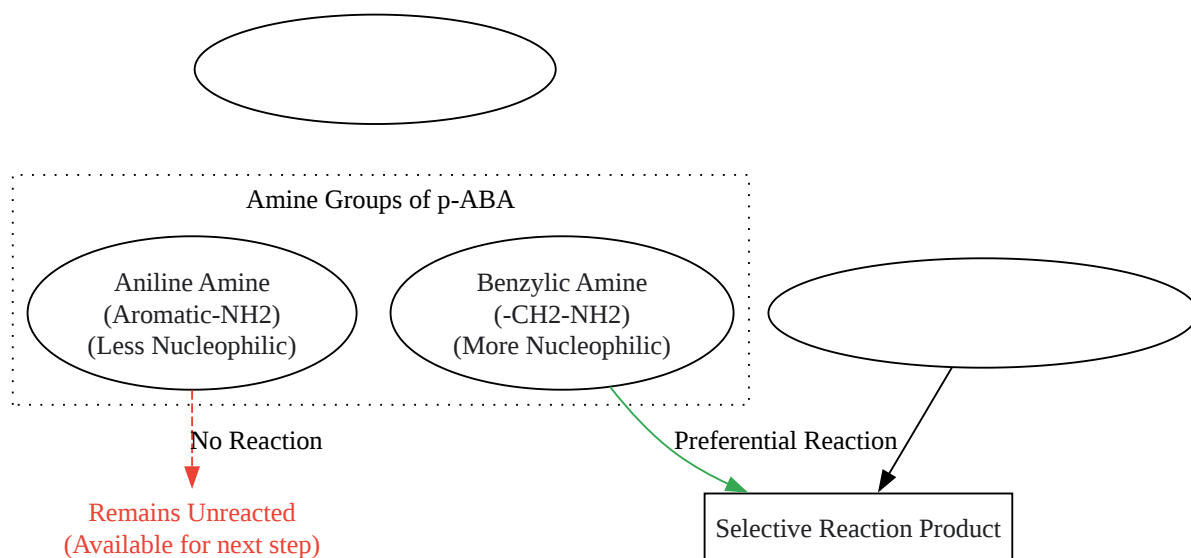 Amine Groups of p-ABA
Aniline Amine
(Aromatic-NH2)
(Less Nucleophilic)
Benzylic Amine
(-CH2-NH2)
(More Nucleophilic)
No Reaction
Preferential Reaction
Remains Unreacted
(Available for next step)
Selective Reaction Product